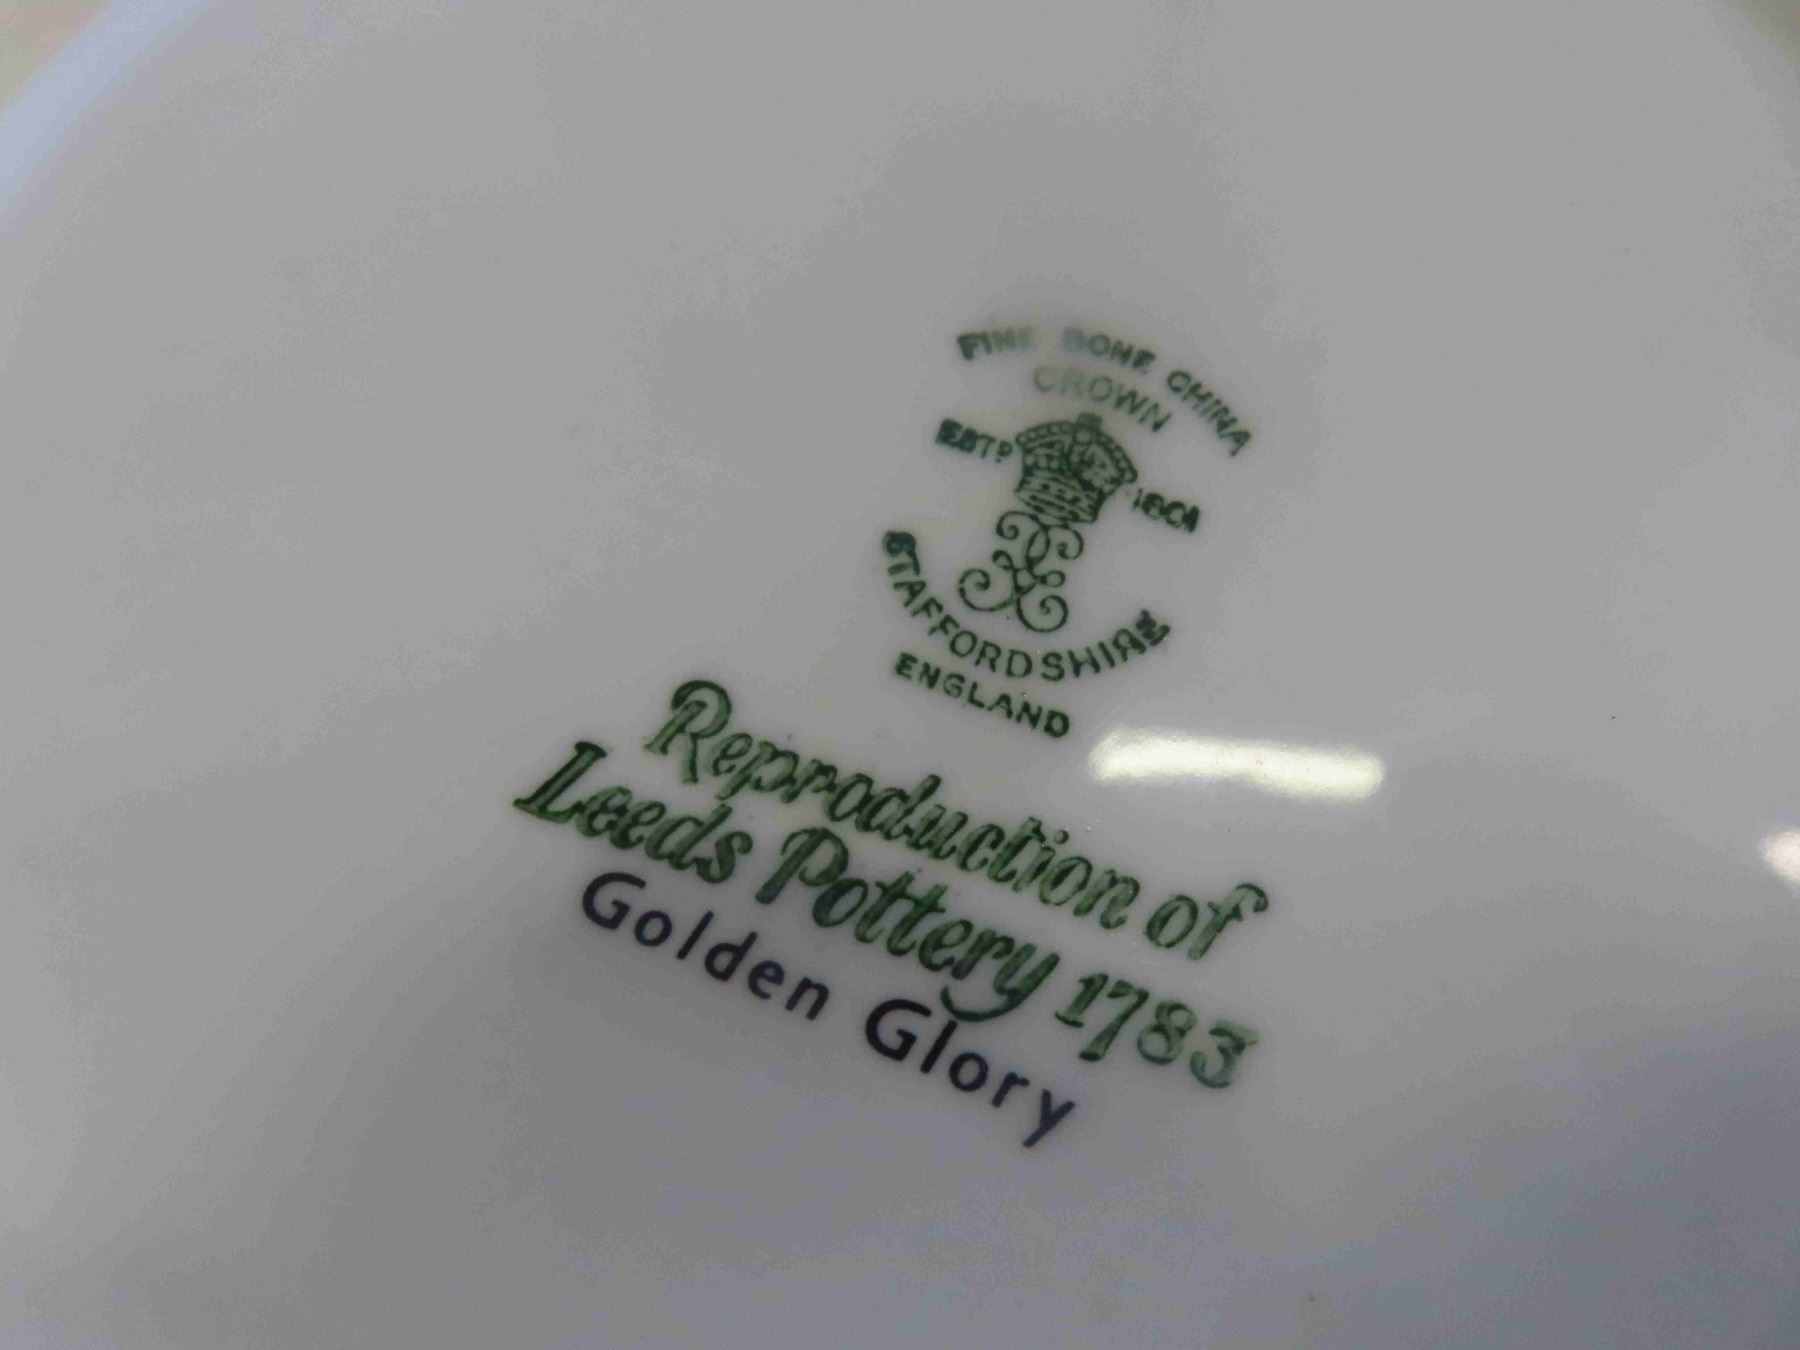 FINE BONE CHINA
CROWN
ESTD 1801
STAFFORDSHIRE
ENGLAND
Reproduction of
Leeds Pottery 1783
Golden Glory